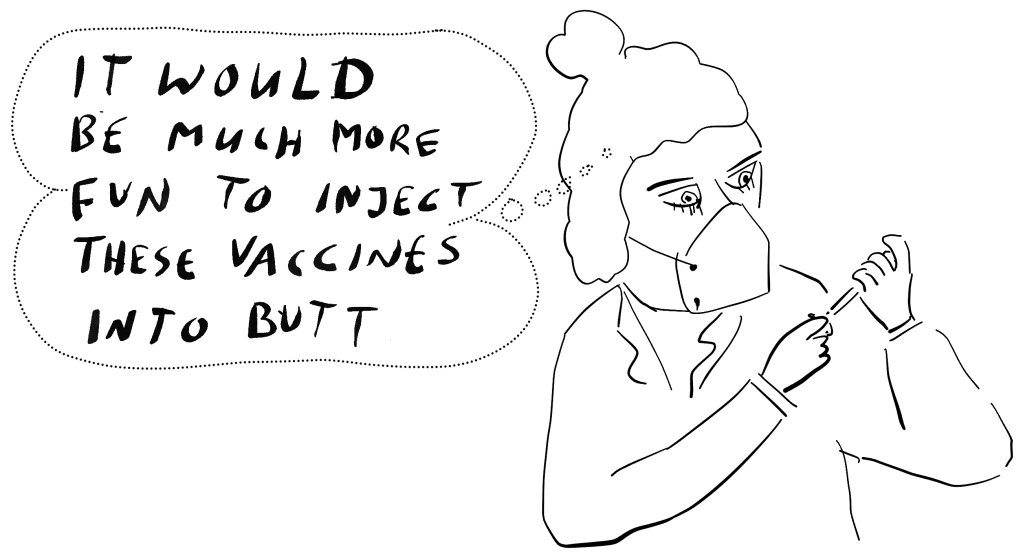 IT WOULD
BE MUCH MORE
FUN TO INJECT
THESE VACCINES
INTO BUTT